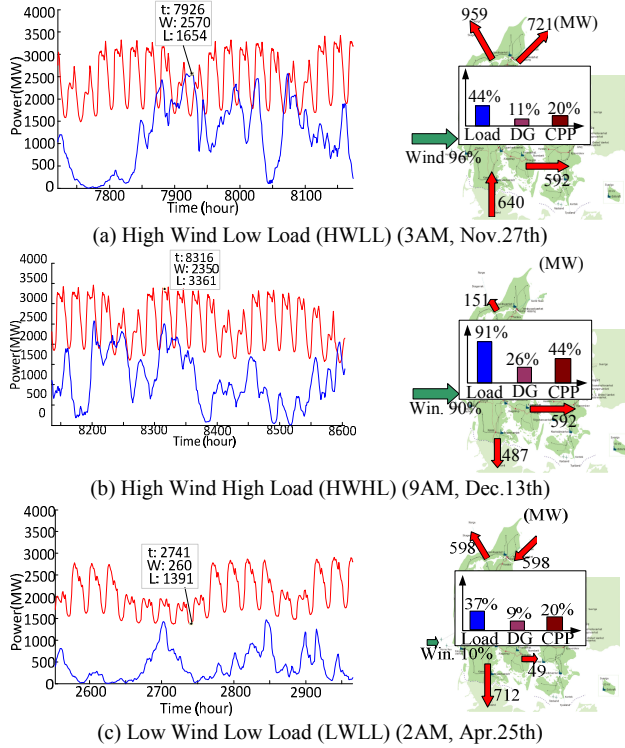 4000
3500
3000
2500
2000
1500
1000
500
0
Power(MW)
t: 7926
W: 2570
L: 1654
7800 7900 8000 8100
Time (hour)
959
721(MW)
44%
11% 20%
Load DG CPP
Wind 96%
592
640
(a) High Wind Low Load (HWLL) (3AM, Nov.27th)
4000
3500
3000
2500
2000
1500
1000
500
0
Power(MW)
t:8316
W: 2350
L: 3361
8200 8300 8400 8500 8600
Time (hour)
(MW)
151
91%
26% 44%
Load DG CPP
Win. 90%
592
487
(b) High Wind High Load (HWHL) (9AM, Dec.13th)
4000
3500
3000
2500
2000
1500
1000
500
0
Power(MW)
t: 2741
W: 260
L: 1391
2600 2700 2800 2900
Time (hour)
(MW)
598
598
37%
9% 20%
Load DG CPP
Win. 10%
49
712
(c) Low Wind Low Load (LWLL) (2AM, Apr.25th)